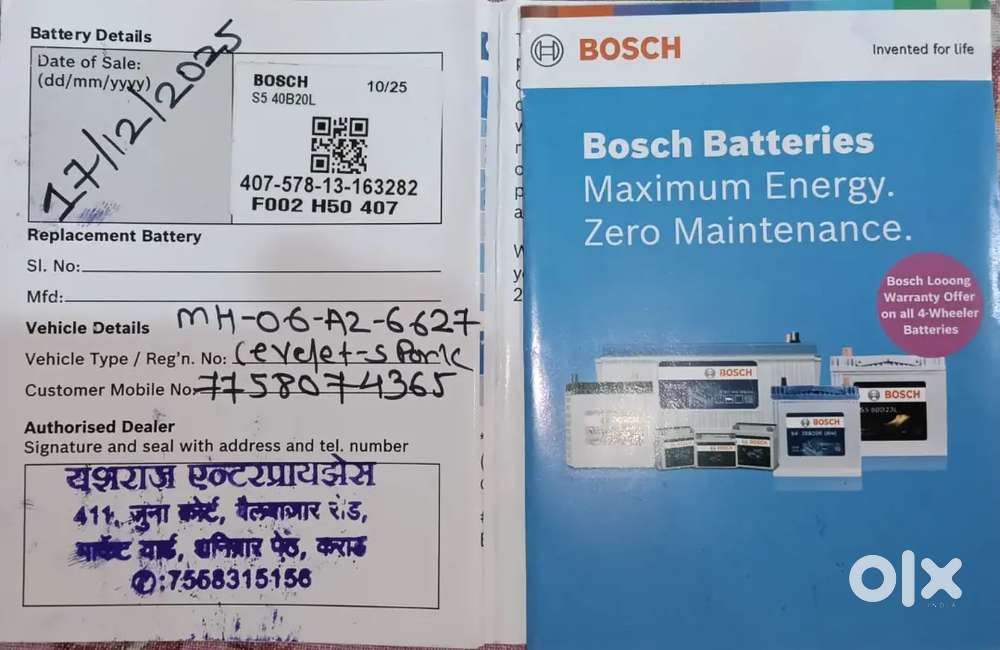 Battery Details
Date of Sale:
(dd/mm/yyyy)
17/12/2025
BOSCH 10/25
S5 40B20L
407-578-13-163282
F002 H50 407
Replacement Battery
Sl. No:
Mfd:
Vehicle Details MH-06-AZ-6627
Vehicle Type / Reg'n. No: Cevelet-sPark
Customer Mobile No: 7758074365
Authorised Dealer
Signature and seal with address and tel. number
यशराज एन्टरप्रायझेस
411, जुना कोर्ट, बैलबाजार रोड,
मार्केट यार्ड, शनिवार पेठ, कराड
✆:7568315156
BOSCH
Invented for life
Bosch Batteries
Maximum Energy.
Zero Maintenance.
Bosch Looong
Warranty Offer
on all 4-Wheeler
Batteries
BOSCH
BOSCH
BOSCH
olx
INDIA